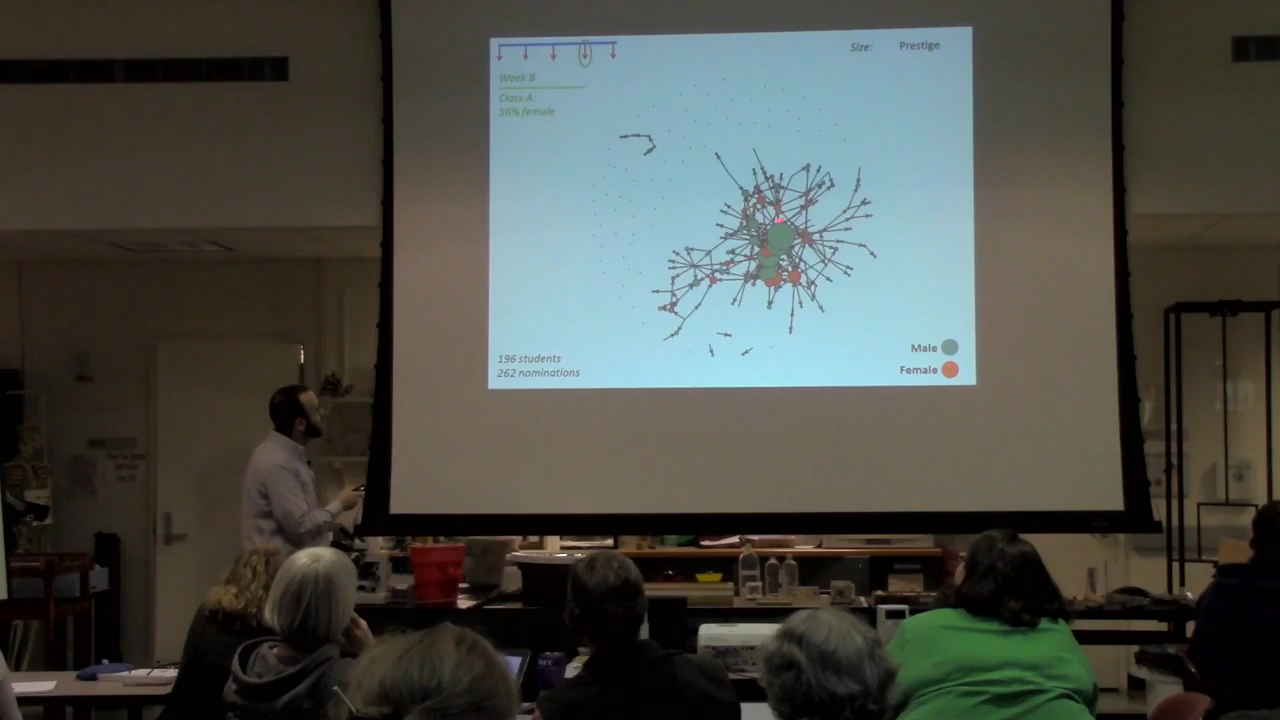 Size: Prestige
Week 8
Class A:
56% female
196 students
262 nominations
Male
Female